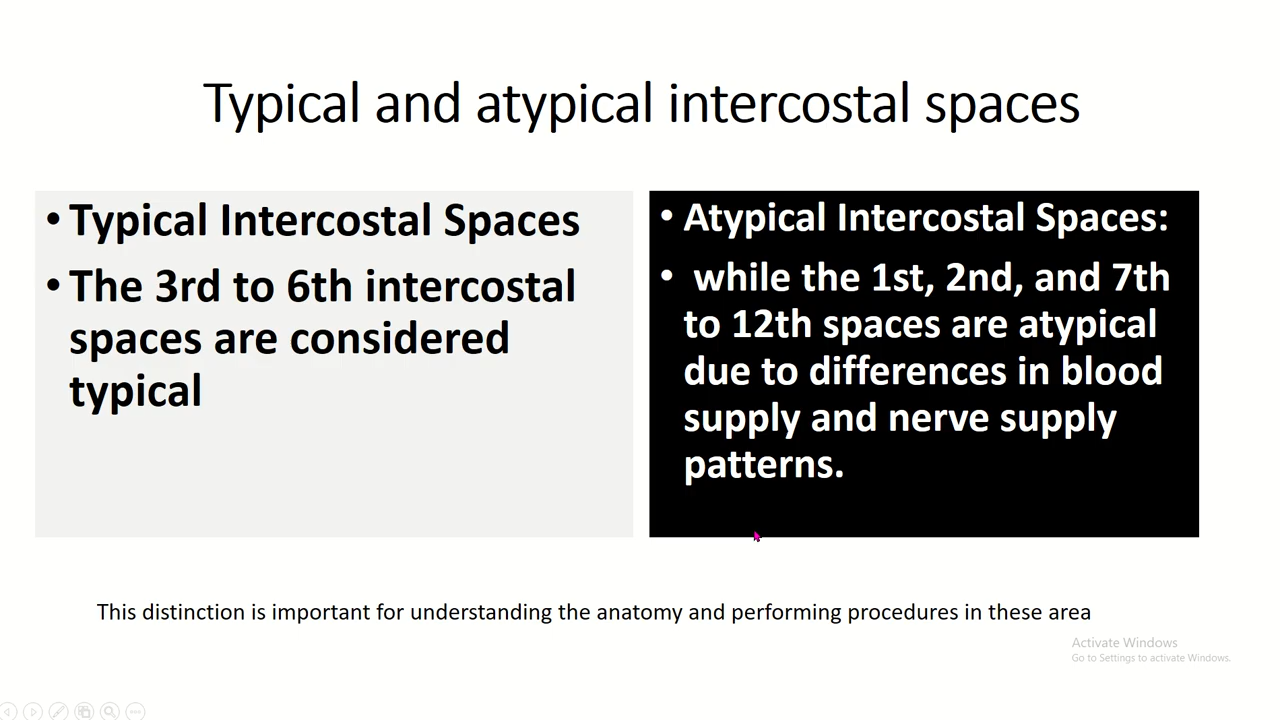 Typical and atypical intercostal spaces
• Typical Intercostal Spaces
• The 3rd to 6th intercostal
spaces are considered
typical
• Atypical Intercostal Spaces:
• while the 1st, 2nd, and 7th
to 12th spaces are atypical
due to differences in blood
supply and nerve supply
patterns.
This distinction is important for understanding the anatomy and performing procedures in these area
Activate Windows
Go to Settings to activate Windows.